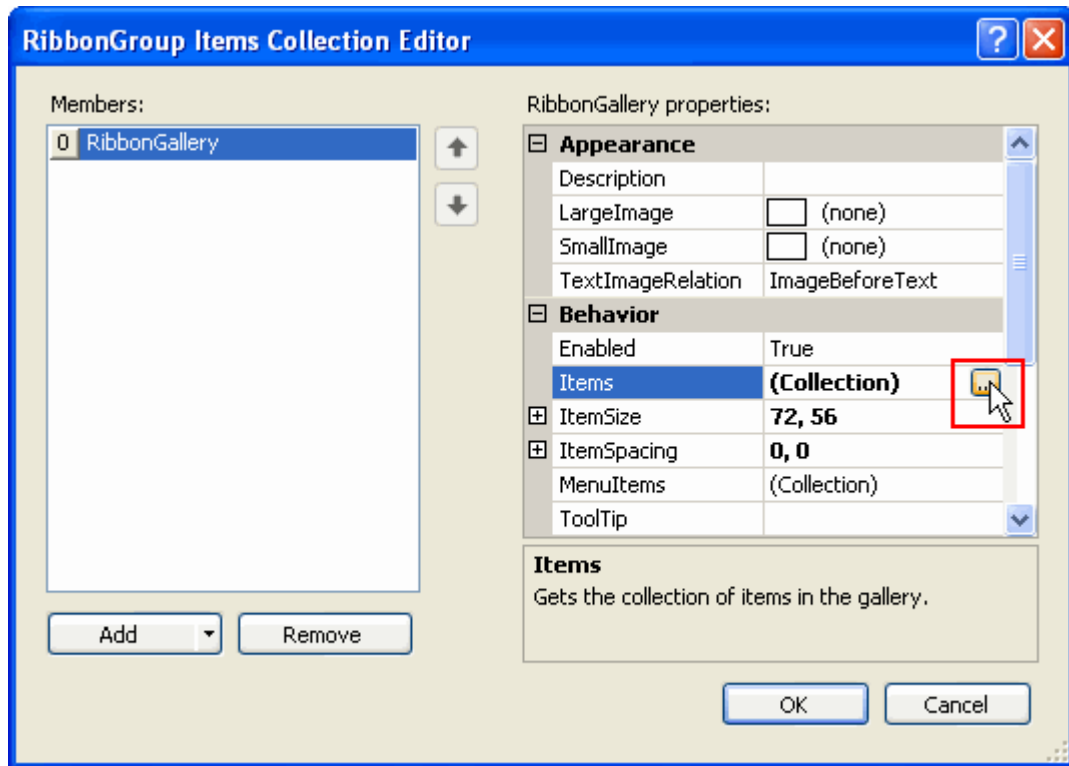 RibbonGroup Items Collection Editor
Members:
0 RibbonGallery
Add
Remove
RibbonGallery properties:
Appearance
Description
LargeImage (none)
SmallImage (none)
TextImageRelation ImageBeforeText
Behavior
Enabled True
Items (Collection) ...
ItemSize 72, 56
ItemSpacing 0, 0
MenuItems (Collection)
ToolTip
Items
Gets the collection of items in the gallery.
OK
Cancel